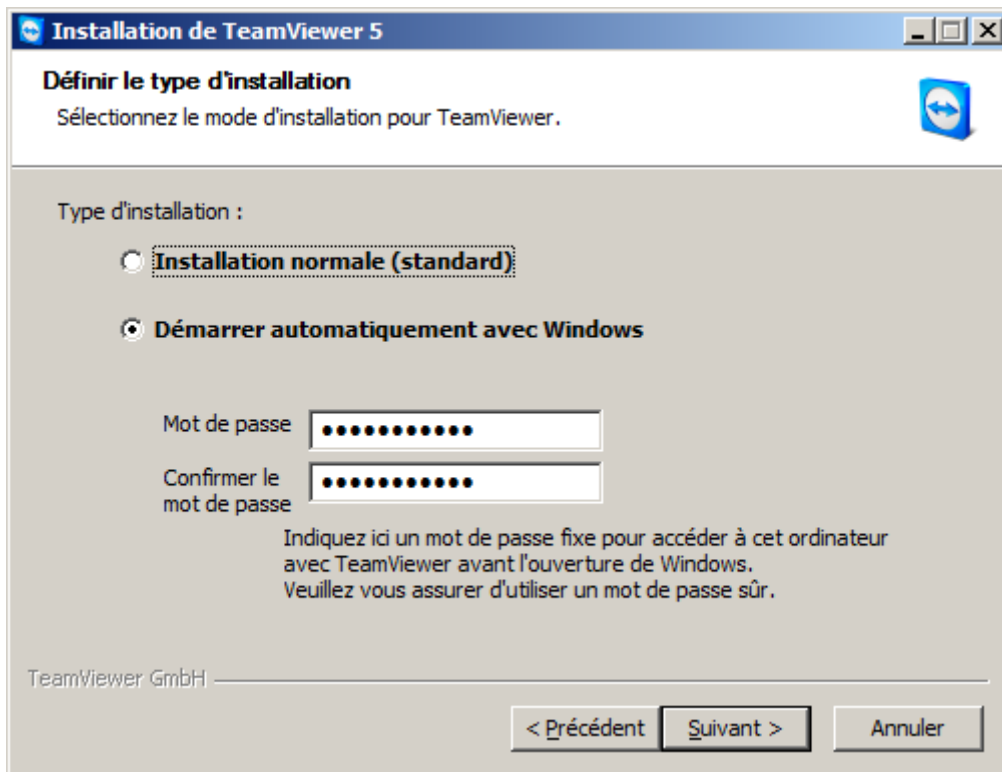 Installation de TeamViewer 5
Définir le type d'installation
Sélectionnez le mode d'installation pour TeamViewer.
Type d'installation :
Installation normale (standard)
Démarrer automatiquement avec Windows
Mot de passe
●●●●●●●●●●●
Confirmer le
mot de passe
●●●●●●●●●●●
Indiquez ici un mot de passe fixe pour accéder à cet ordinateur
avec TeamViewer avant l'ouverture de Windows.
Veuillez vous assurer d'utiliser un mot de passe sûr.
TeamViewer GmbH
< Précédent
Suivant >
Annuler